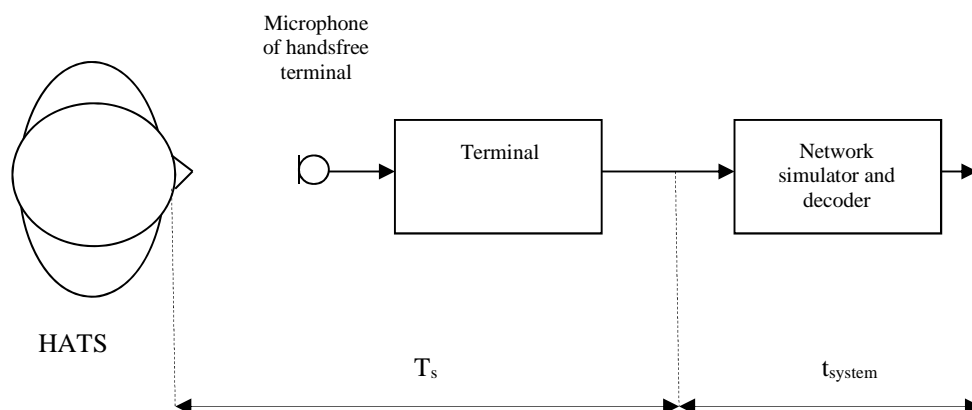 Microphone
of handsfree
terminal
Terminal
Network
simulator and
decoder
HATS
Ts
tsystem